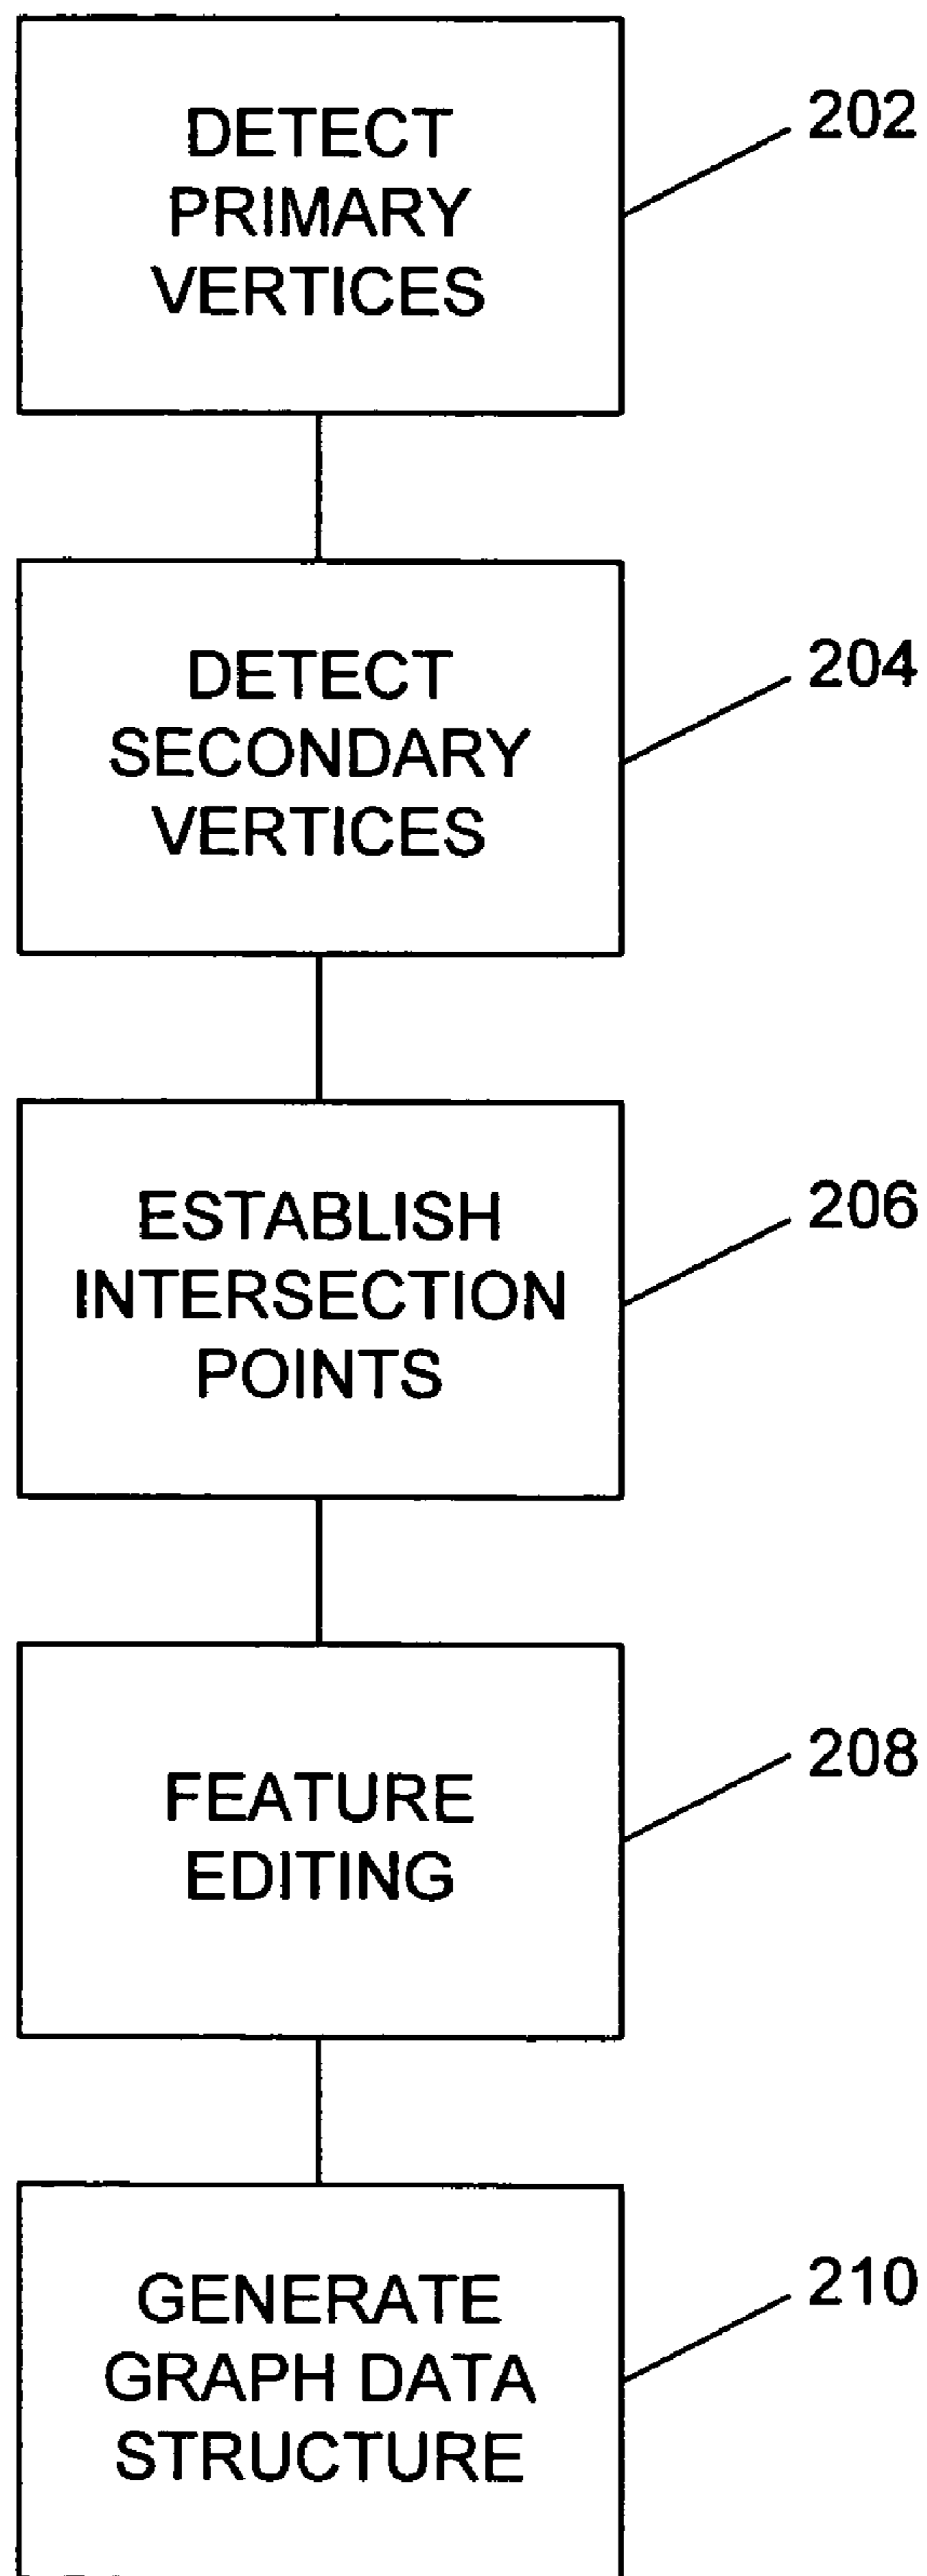 DETECT
PRIMARY
VERTICES
202
DETECT
SECONDARY
VERTICES
204
ESTABLISH
INTERSECTION
POINTS
206
FEATURE
EDITING
208
GENERATE
GRAPH DATA
STRUCTURE
210